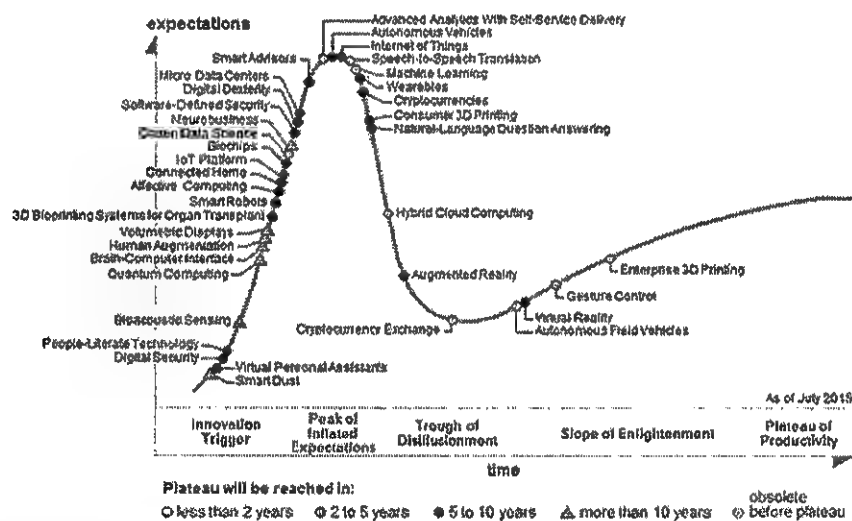 expectations
Advanced Analytics With Self-Service Delivery
Autonomous Vehicles
Internet of Things
Speech-to-Speech Translation
Machine Learning
Wearables
Cryptocurrencies
Consumer 3D Printing
Natural-Language Question Answering
Smart Advisors
Micro Data Centers
Digital Dexterity
Software-Defined Security
Neurobusiness
Citizen Data Science
Biochips
IoT Platform
Connected Home
Affective Computing
Smart Robots
3D Bioprinting Systems for Organ Transplant
Volumetric Displays
Human Augmentation
Brain-Computer Interface
Quantum Computing
Bioacoustic Sensing
People-Literate Technology
Digital Security
Virtual Personal Assistants
Smart Dust
Hybrid Cloud Computing
Augmented Reality
Cryptocurrency Exchange
Enterprise 3D Printing
Gesture Control
Virtual Reality
Autonomous Field Vehicles
As of July 2015
Innovation
Trigger
Peak of
Inflated
Expectations
Trough of
Disillusionment
Slope of Enlightenment
Plateau of
Productivity
time
Plateau will be reached in:
less than 2 years
2 to 5 years
5 to 10 years
more than 10 years
obsolete
before plateau